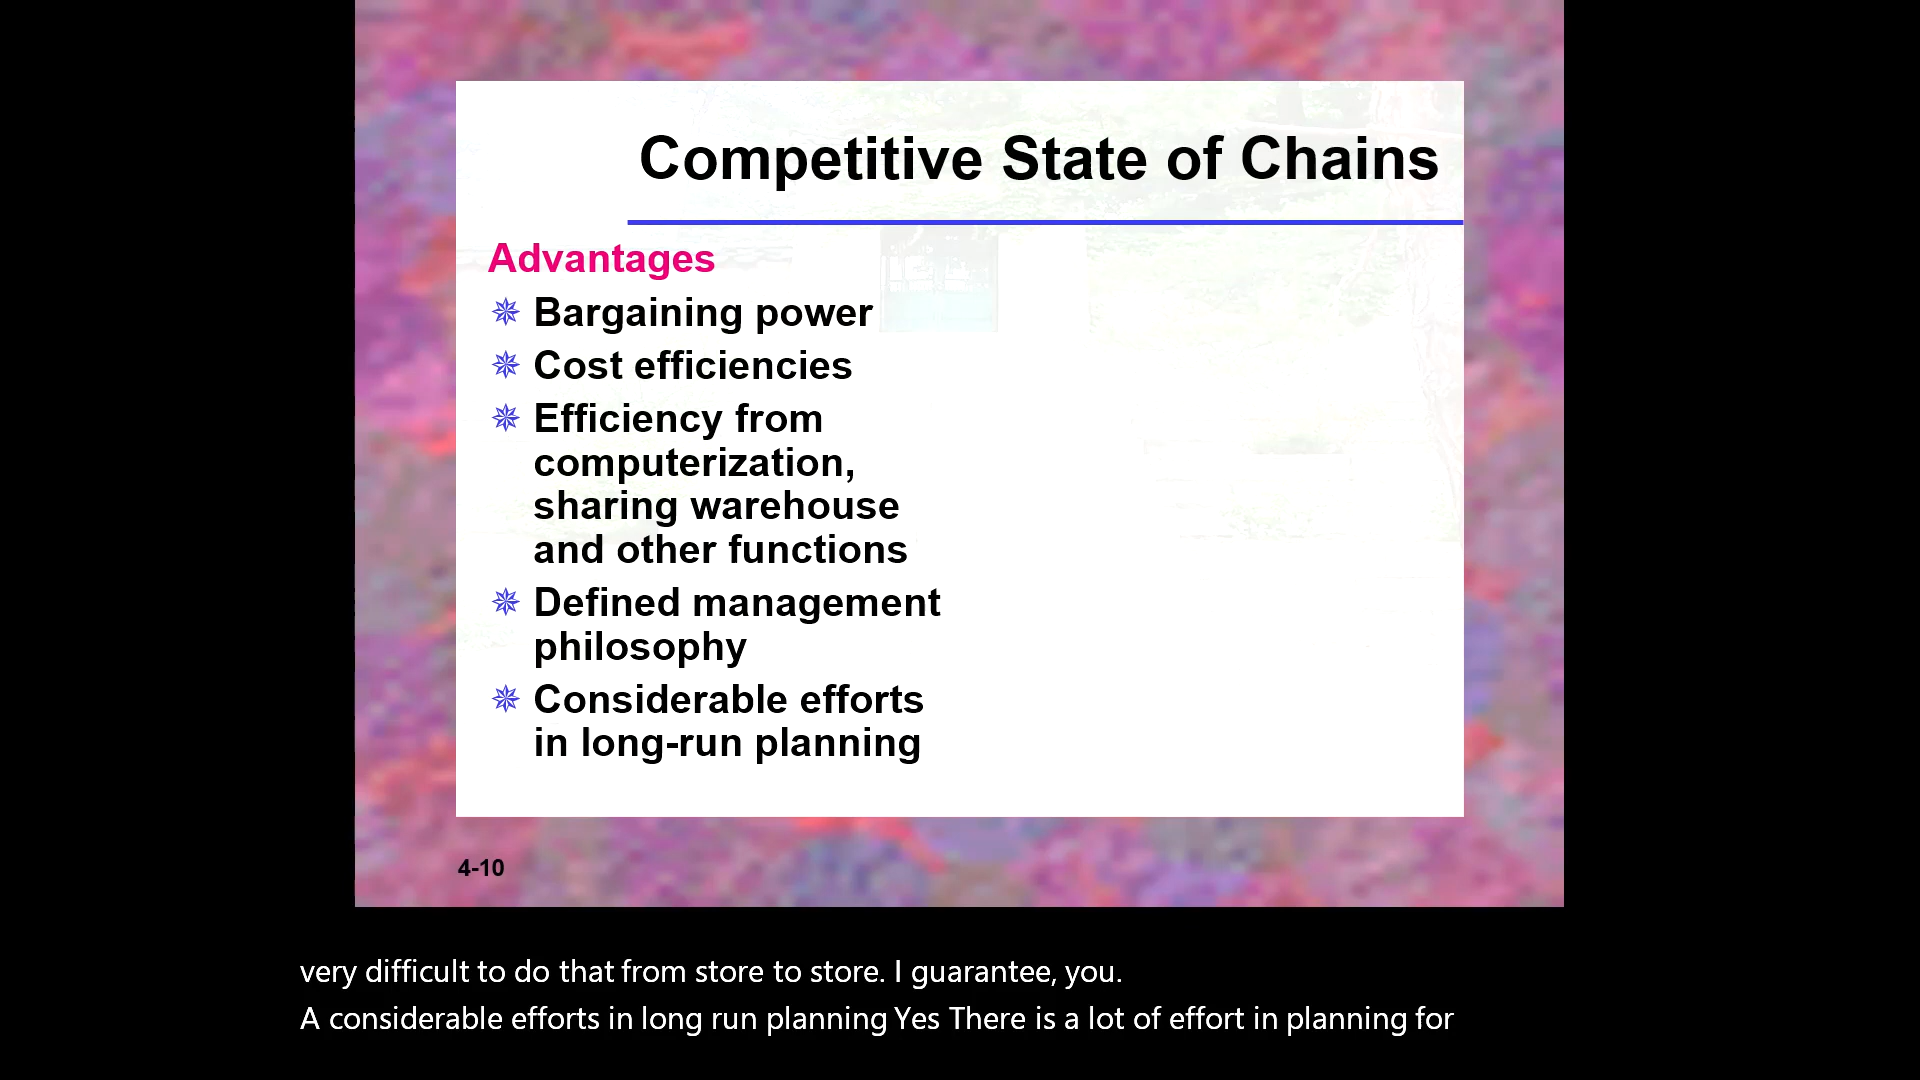 Competitive State of Chains
Advantages
Bargaining power
Cost efficiencies
Efficiency from
computerization,
sharing warehouse
and other functions
Defined management
philosophy
Considerable efforts
in long-run planning
4-10
very difficult to do that from store to store. I guarantee, you.
A considerable efforts in long run planning Yes There is a lot of effort in planning for